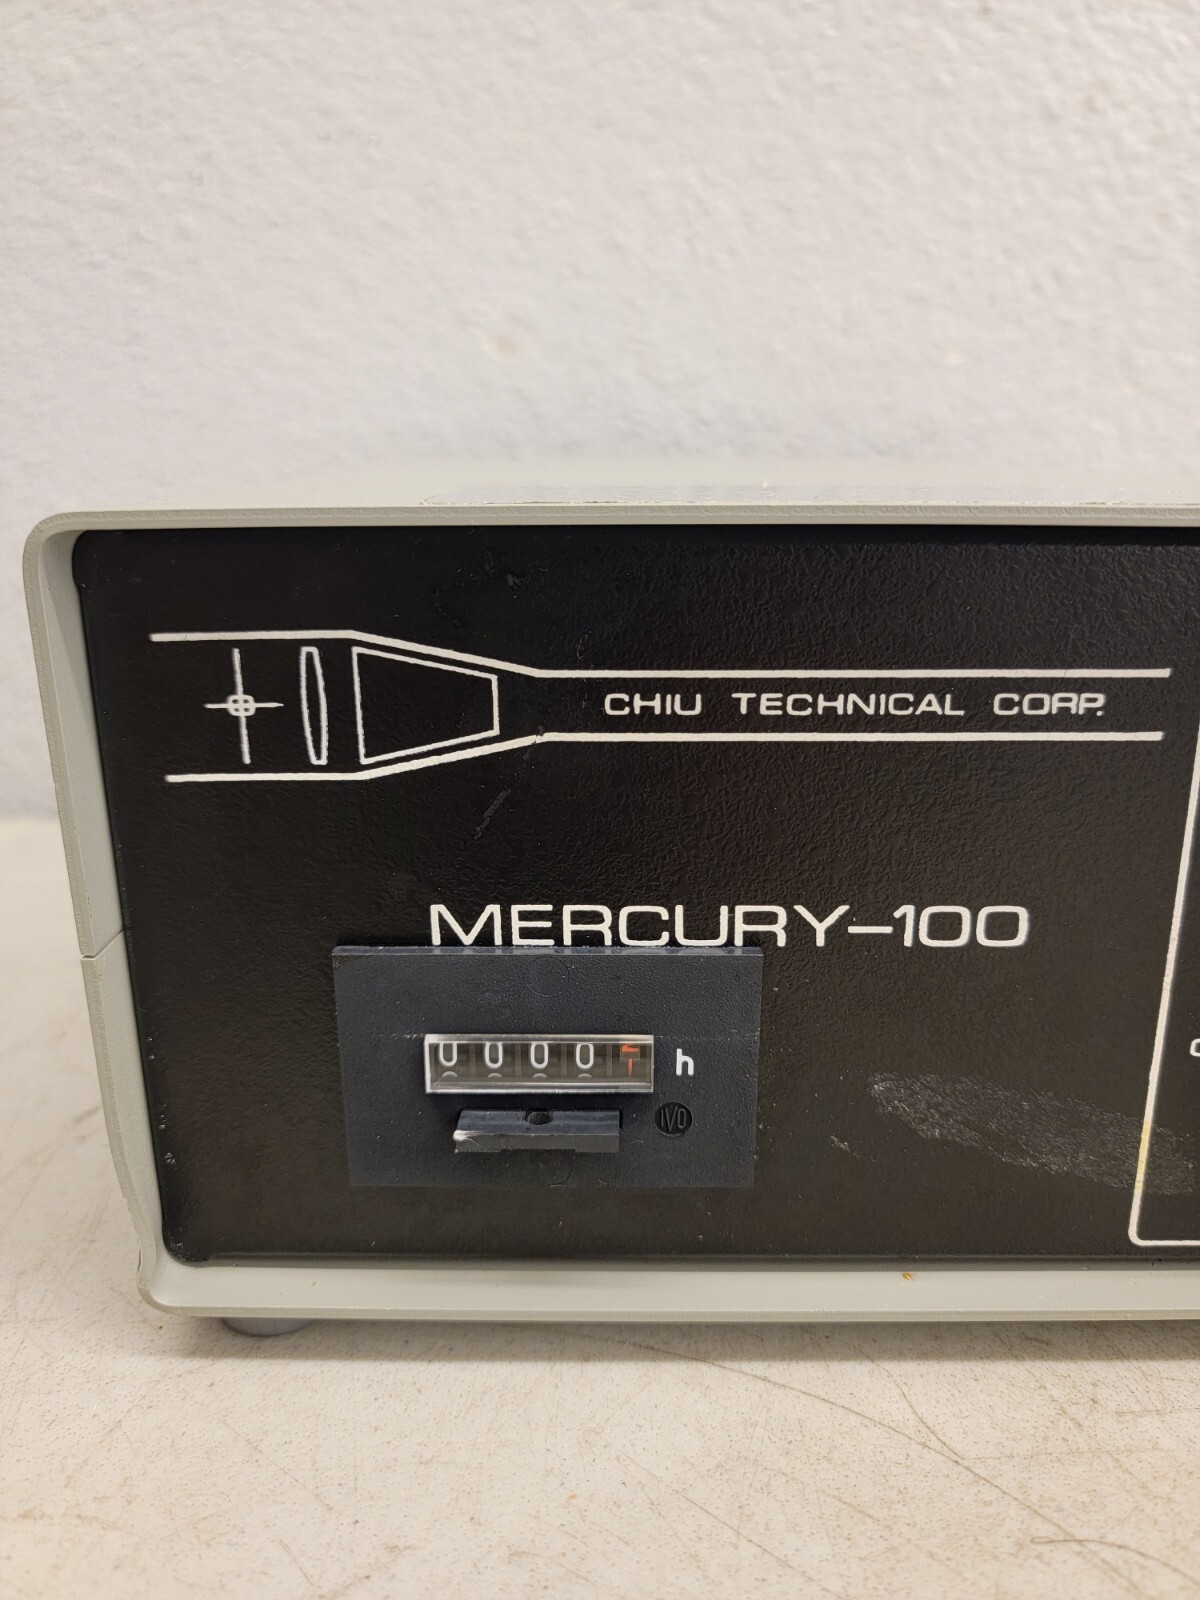 CHIU TECHNICAL CORP.
MERCURY-100
0000
h
IVO